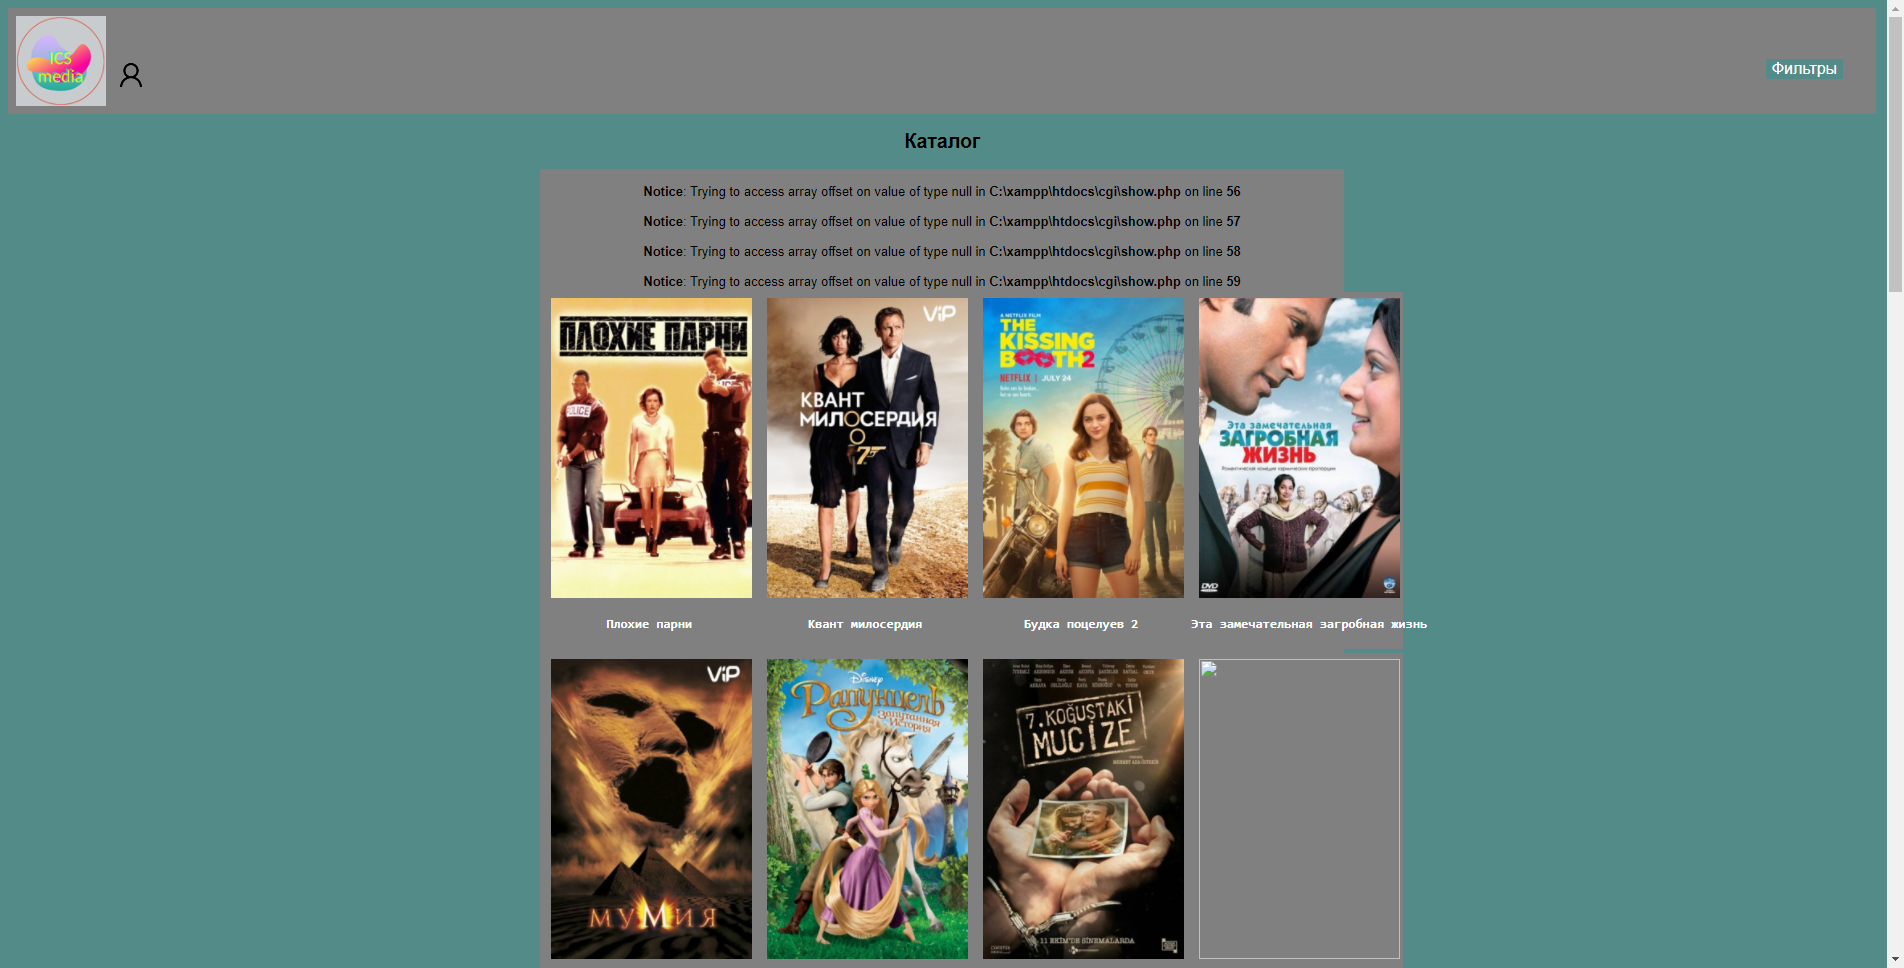 ICS
media
Фильтры
Каталог
Notice: Trying to access array offset on value of type null in C:\xampp\htdocs\cgi\show.php on line 56
Notice: Trying to access array offset on value of type null in C:\xampp\htdocs\cgi\show.php on line 57
Notice: Trying to access array offset on value of type null in C:\xampp\htdocs\cgi\show.php on line 58
Notice: Trying to access array offset on value of type null in C:\xampp\htdocs\cgi\show.php on line 59
ПЛОХИЕ ПАРНИ
POLICE
ViP
КВАНТ
МИЛОСЕРДИЯ
007
A NETFLIX FILM
THE
KISSING
BOOTH2
NETFLIX | JULY 24
Эта замечательная
ЗАГРОБНАЯ
ЖИЗНЬ
Романтическая комедия кармических пропорций
DVD
Плохие парни
Квант милосердия
Будка поцелуев 2
Эта замечательная загробная жизнь
ViP
МУМИЯ
Disney
Рапунцель
Запутанная
История
7. KOĞUŞTAKİ
MUCİZE
11 EKİM'DE SİNEMALARDA